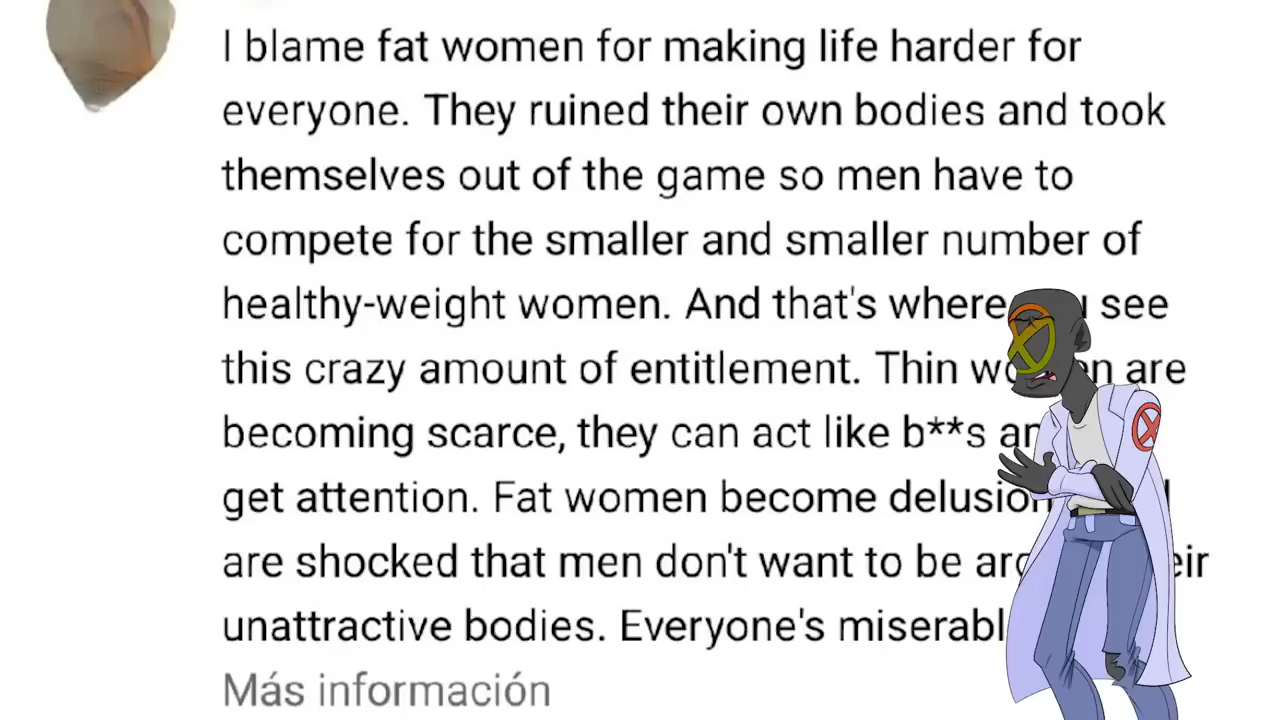 I blame fat women for making life harder for
everyone. They ruined their own bodies and took
themselves out of the game so men have to
compete for the smaller and smaller number of
healthy-weight women. And that's where see
this crazy amount of entitlement. Thin are
becoming scarce, they can act like b**s
get attention. Fat women become
are shocked that men don't want to be
unattractive bodies. Everyone's
Más información